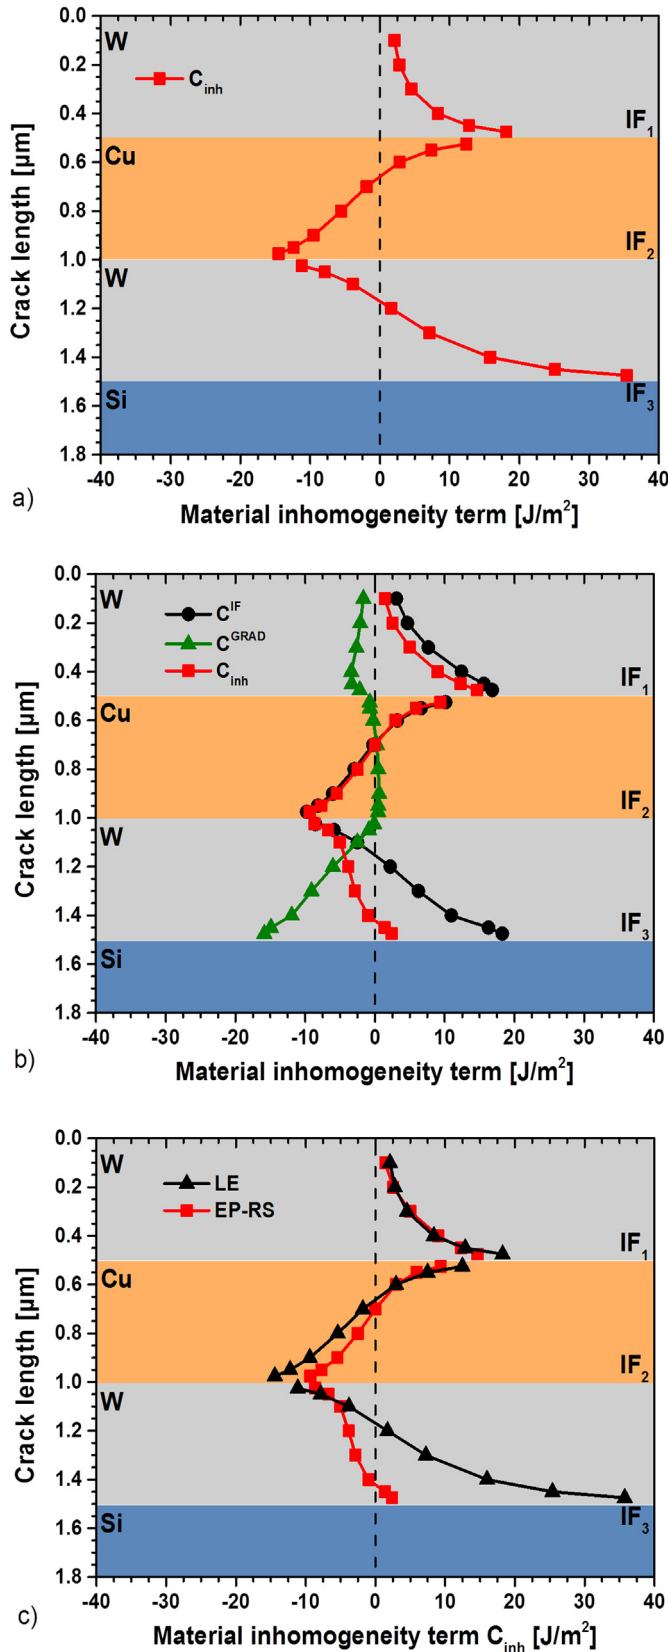 0.0
W
0.2
C_inh
0.4
IF_1
Cu
0.6
0.8
IF_2
1.0
W
1.2
1.4
IF_3
Si
1.6
1.8
Crack length [µm]
-40 -30 -20 -10 0 10 20 30 40
a) Material inhomogeneity term [J/m²]
0.0
W
C^IF
0.2
C^GRAD
C_inh
0.4
IF_1
Cu
0.6
0.8
IF_2
1.0
W
1.2
1.4
IF_3
Si
1.6
1.8
Crack length [µm]
-40 -30 -20 -10 0 10 20 30 40
b) Material inhomogeneity term [J/m²]
0.0
W
LE
0.2
EP-RS
0.4
IF_1
Cu
0.6
0.8
IF_2
1.0
W
1.2
1.4
IF_3
Si
1.6
1.8
Crack length [µm]
-40 -30 -20 -10 0 10 20 30 40
c) Material inhomogeneity term C_inh [J/m²]